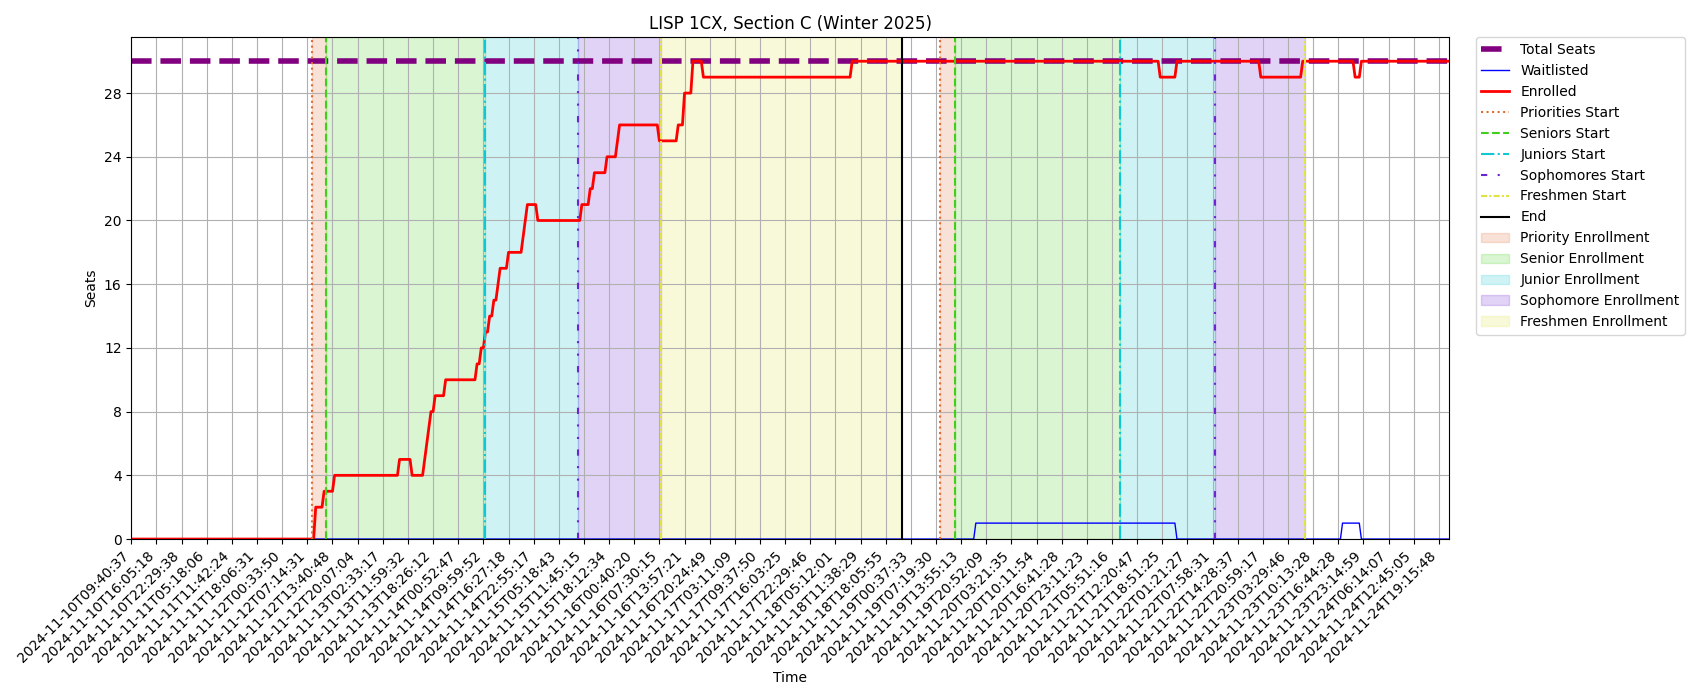 LISP 1CX, Section C (Winter 2025)
Seats
28
24
20
16
12
8
4
0
2024-11-10T09:40:37
2024-11-10T16:05:18
2024-11-10T22:29:38
2024-11-11T05:18:06
2024-11-11T11:42:24
2024-11-11T18:06:31
2024-11-12T00:33:50
2024-11-12T07:14:31
2024-11-12T13:40:48
2024-11-12T20:07:04
2024-11-13T02:33:17
2024-11-13T11:59:32
2024-11-13T18:26:12
2024-11-14T00:52:47
2024-11-14T09:59:52
2024-11-14T16:27:18
2024-11-14T22:55:17
2024-11-15T05:18:43
2024-11-15T11:45:15
2024-11-15T18:12:34
2024-11-16T00:40:20
2024-11-16T07:30:15
2024-11-16T13:57:21
2024-11-16T20:24:49
2024-11-17T03:11:09
2024-11-17T09:37:50
2024-11-17T16:03:25
2024-11-17T22:29:46
2024-11-18T05:12:01
2024-11-18T11:38:29
2024-11-18T18:05:55
2024-11-19T00:37:33
2024-11-19T07:19:30
2024-11-19T13:55:13
2024-11-19T20:52:09
2024-11-20T03:21:35
2024-11-20T10:11:54
2024-11-20T16:41:28
2024-11-20T23:11:23
2024-11-21T05:51:16
2024-11-21T12:20:47
2024-11-21T18:51:25
2024-11-22T01:21:27
2024-11-22T07:58:31
2024-11-22T14:28:37
2024-11-22T20:59:17
2024-11-23T03:29:46
2024-11-23T10:13:28
2024-11-23T16:44:28
2024-11-23T23:14:59
2024-11-24T06:14:07
2024-11-24T12:45:05
2024-11-24T19:15:48
Time
Total Seats
Waitlisted
Enrolled
Priorities Start
Seniors Start
Juniors Start
Sophomores Start
Freshmen Start
End
Priority Enrollment
Senior Enrollment
Junior Enrollment
Sophomore Enrollment
Freshmen Enrollment